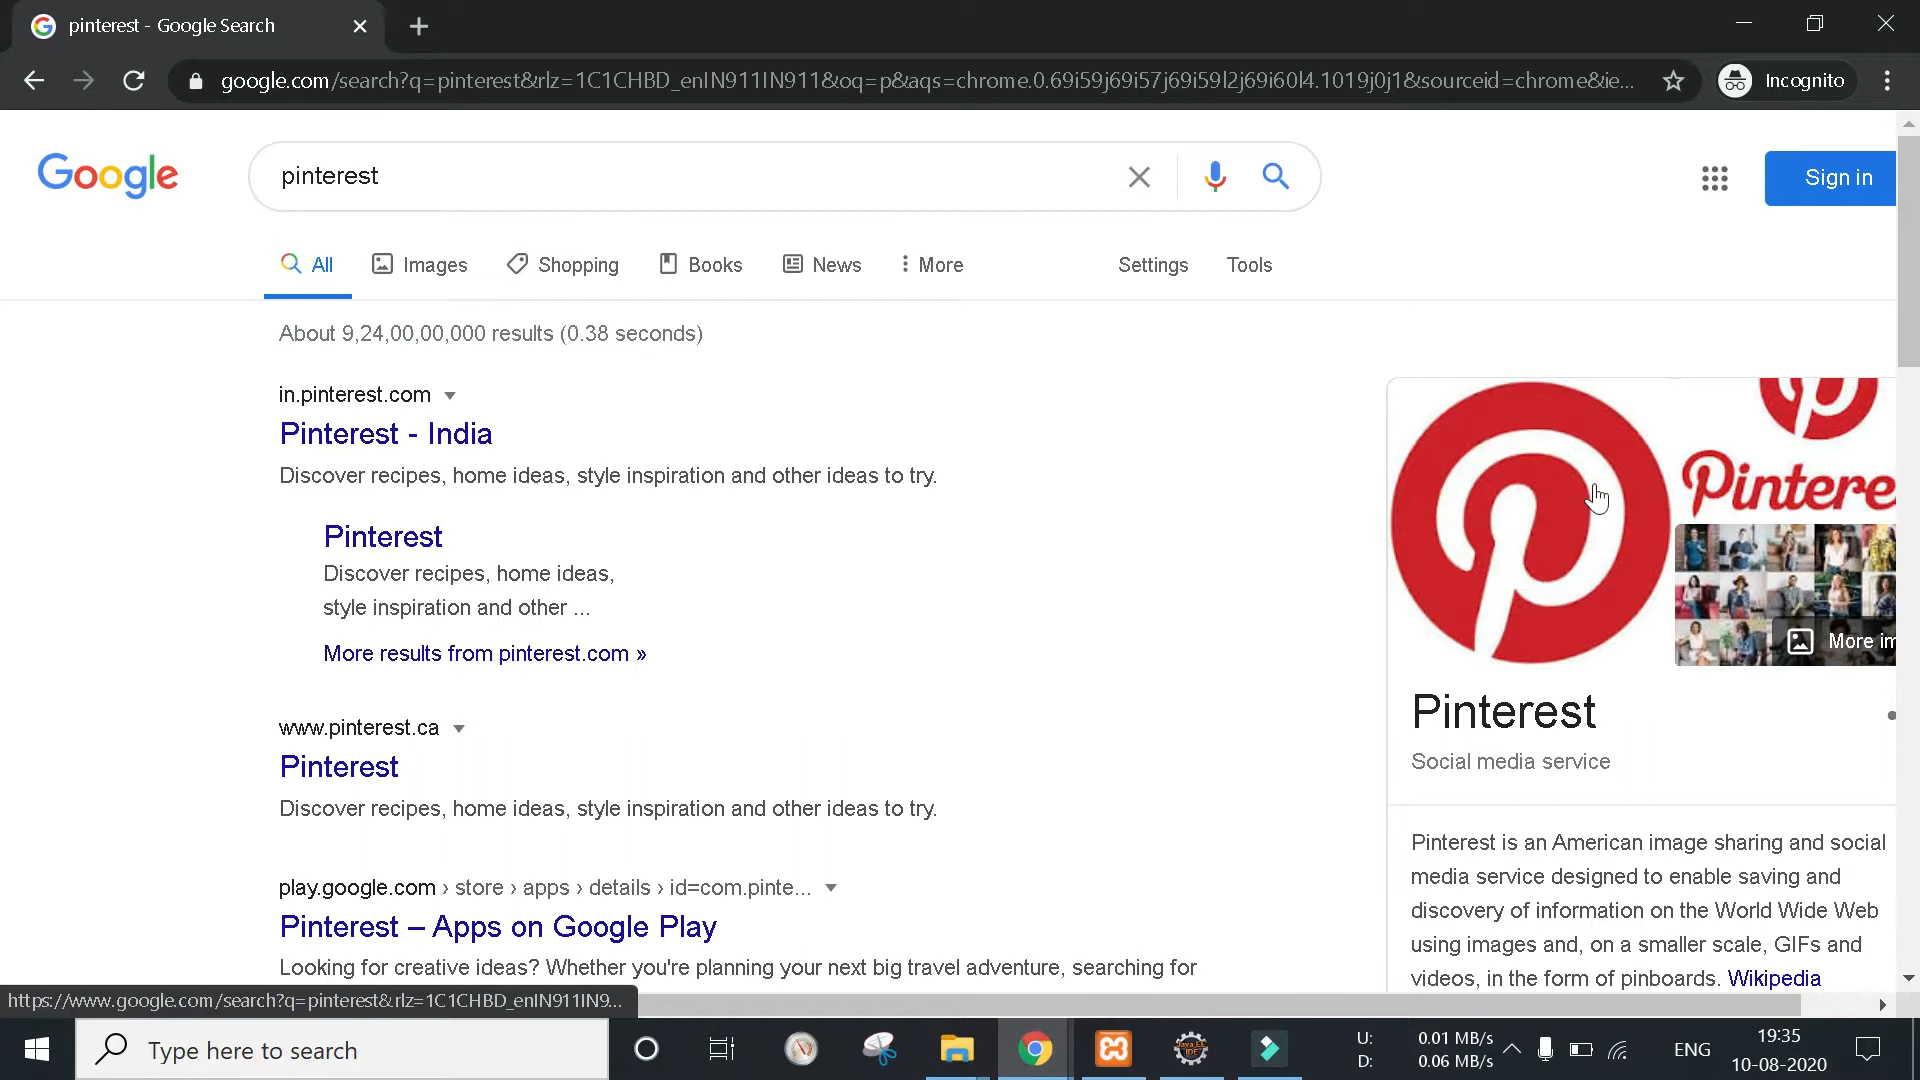 pinterest - Google Search
google.com/search?q=pinterest&rlz=1C1CHBD_enIN911IN911&oq=p&aqs=chrome.0.69i59j69i57j69i59l2j69i60l4.1019j0j1&sourceid=chrome&ie...
Incognito
Google
pinterest
Sign in
All
Images
Shopping
Books
News
More
Settings
Tools
About 9,24,00,00,000 results (0.38 seconds)
in.pinterest.com
Pinterest - India
Discover recipes, home ideas, style inspiration and other ideas to try.
Pinterest
Discover recipes, home ideas,
style inspiration and other ...
More results from pinterest.com »
www.pinterest.ca
Pinterest
Discover recipes, home ideas, style inspiration and other ideas to try.
play.google.com › store › apps › details › id=com.pinte...
Pinterest – Apps on Google Play
Looking for creative ideas? Whether you're planning your next big travel adventure, searching for
Pintere
More im
Pinterest
Social media service
Pinterest is an American image sharing and social
media service designed to enable saving and
discovery of information on the World Wide Web
using images and, on a smaller scale, GIFs and
videos, in the form of pinboards. Wikipedia
https://www.google.com/search?q=pinterest&rlz=1C1CHBD_enIN911IN9...
Type here to search
Java EE
IDE
U: 0.01 MB/s
D: 0.06 MB/s
ENG
19:35
10-08-2020